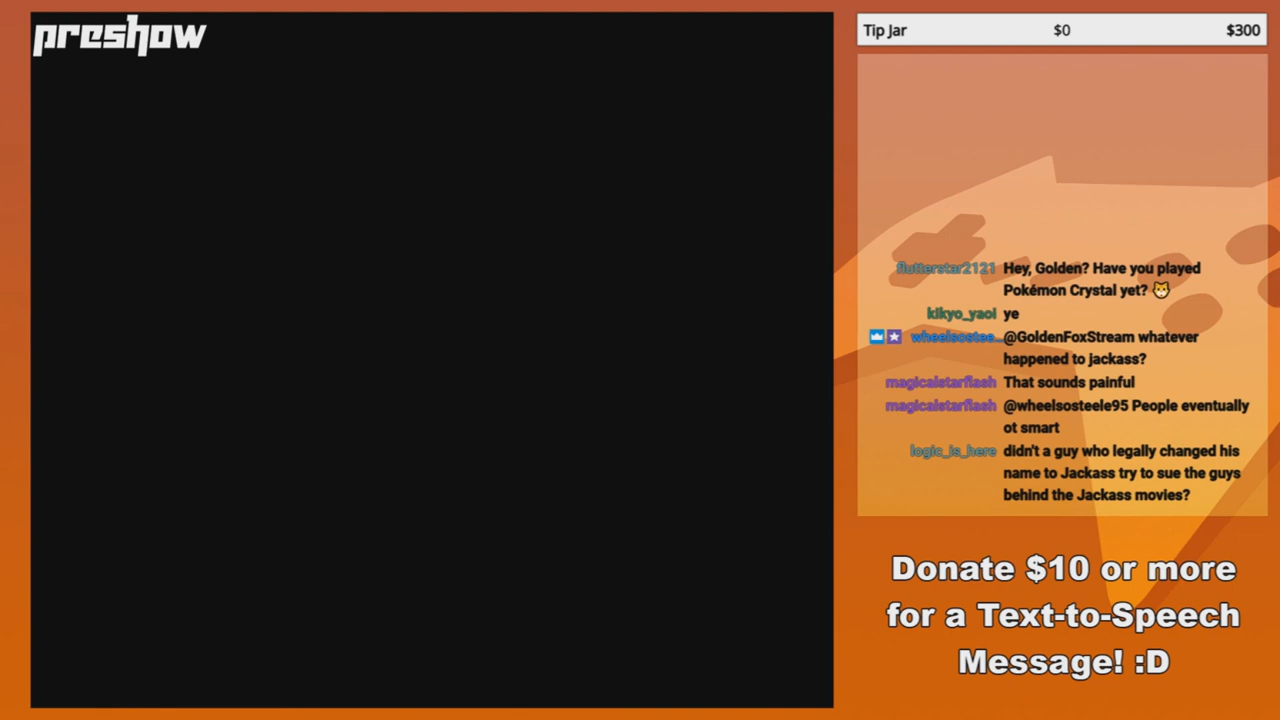 preshow
Tip Jar $0 $300
flutterstar2121 Hey, Golden? Have you played
Pokémon Crystal yet?
kikyo_yaoi ye
wheelsostee... @GoldenFoxStream whatever
happened to jackass?
magicalstarflash That sounds painful
magicalstarflash @wheelsosteele95 People eventually
ot smart
logic_is_here didn't a guy who legally changed his
name to Jackass try to sue the guys
behind the Jackass movies?
Donate $10 or more
for a Text-to-Speech
Message! :D